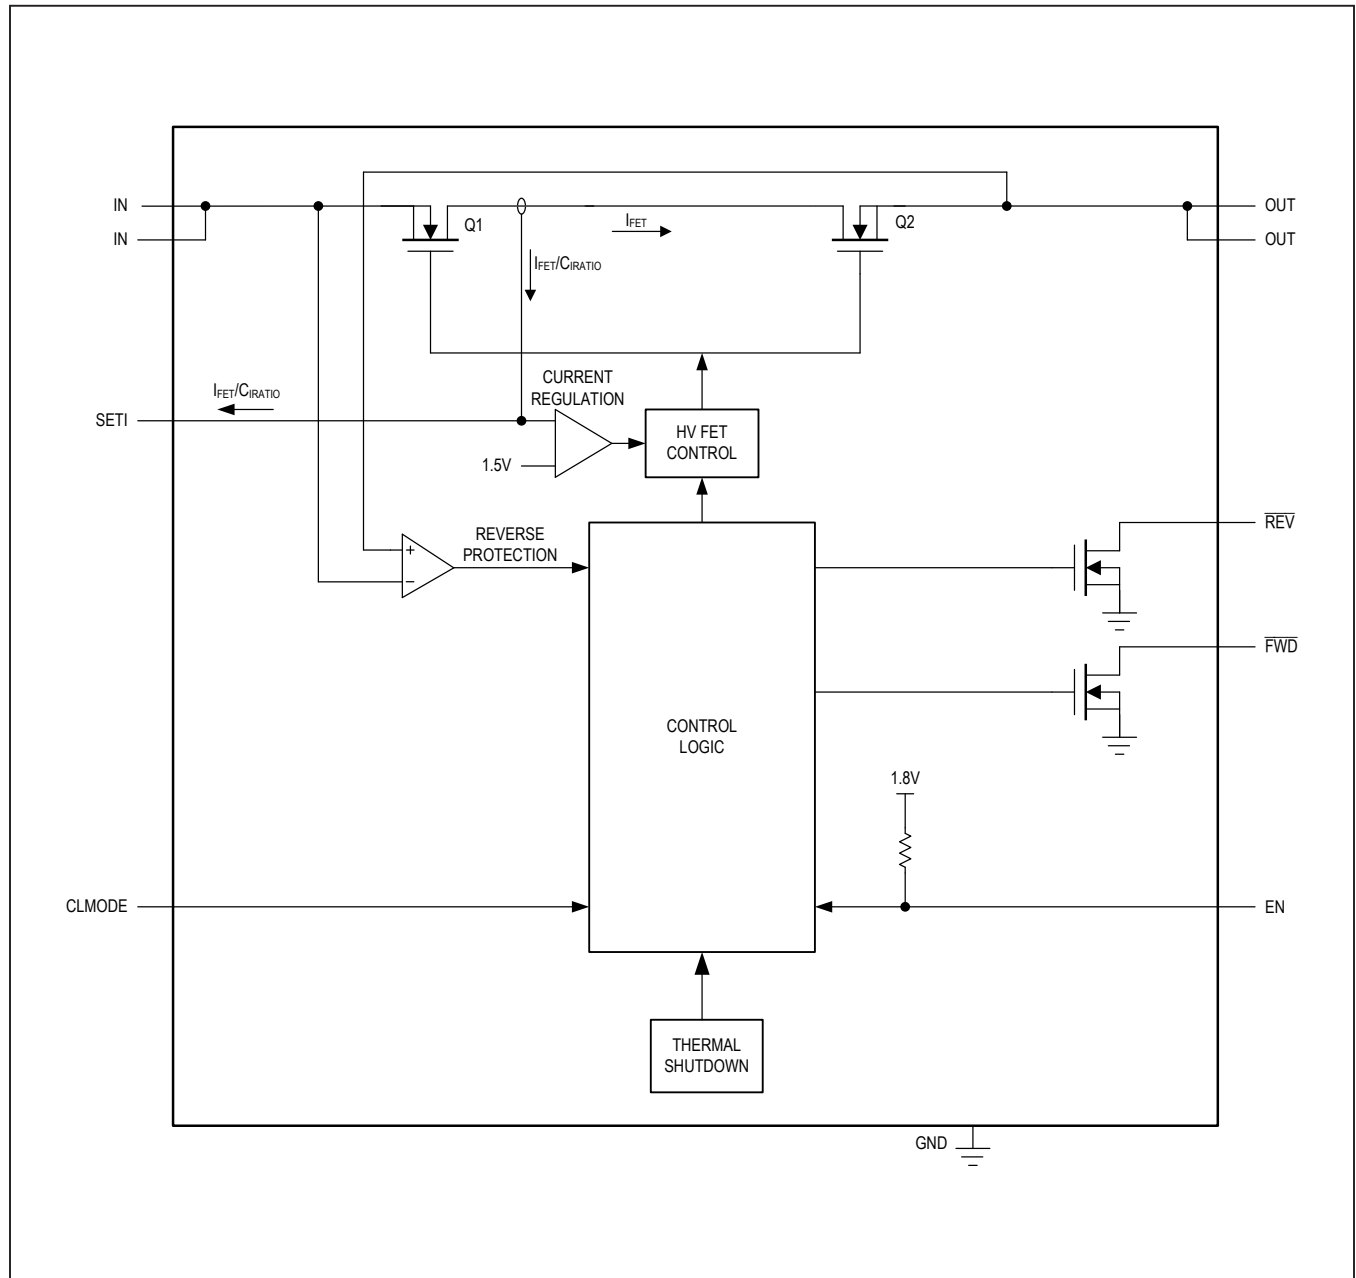 IN
OUT
Q1
IFET
Q2
IN
OUT
IFET/CIRATIO
CURRENT
REGULATION
IFET/CIRATIO
SETI
HV FET
CONTROL
1.5V
REV
REVERSE
PROTECTION
+
−
FWD
CONTROL
LOGIC
1.8V
CLMODE
EN
THERMAL
SHUTDOWN
GND